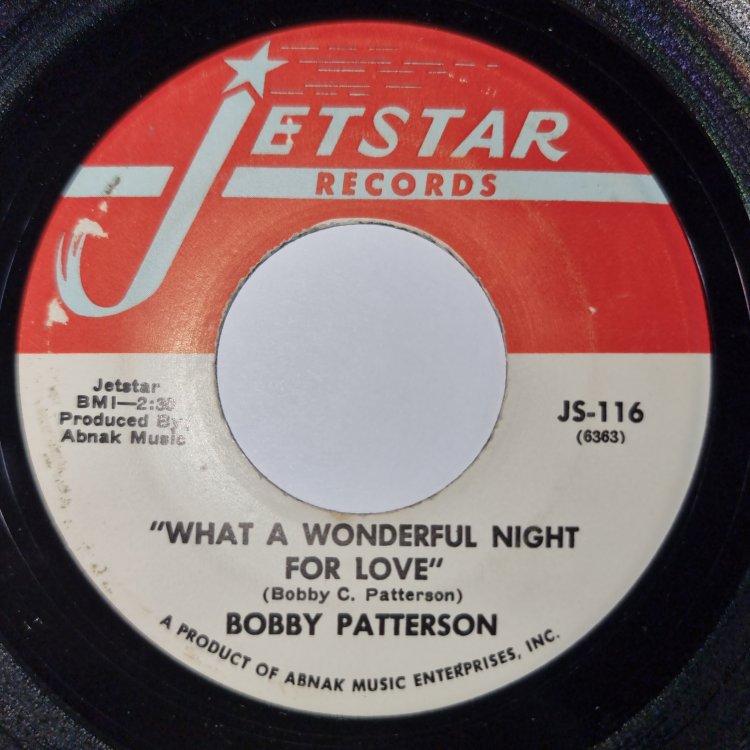 JETSTAR
RECORDS
Jetstar
BMI—2:30
Produced By,
Abnak Music
JS-116
(6363)
"WHAT A WONDERFUL NIGHT
FOR LOVE"
(Bobby C. Patterson)
BOBBY PATTERSON
A PRODUCT OF ABNAK MUSIC ENTERPRISES, INC.